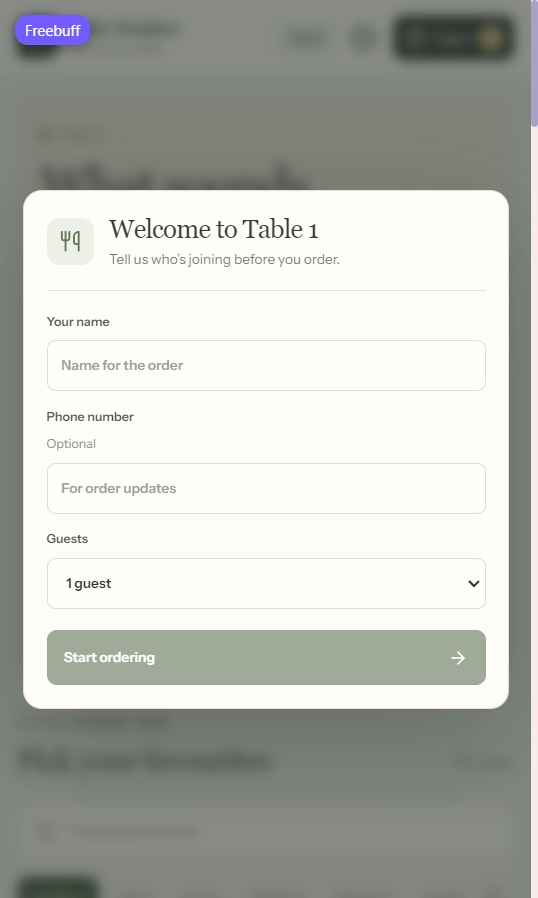 Freebuff
Welcome to Table 1
Tell us who's joining before you order.
Your name
Name for the order
Phone number
Optional
For order updates
Guests
1 guest
Start ordering
Pick your favourites